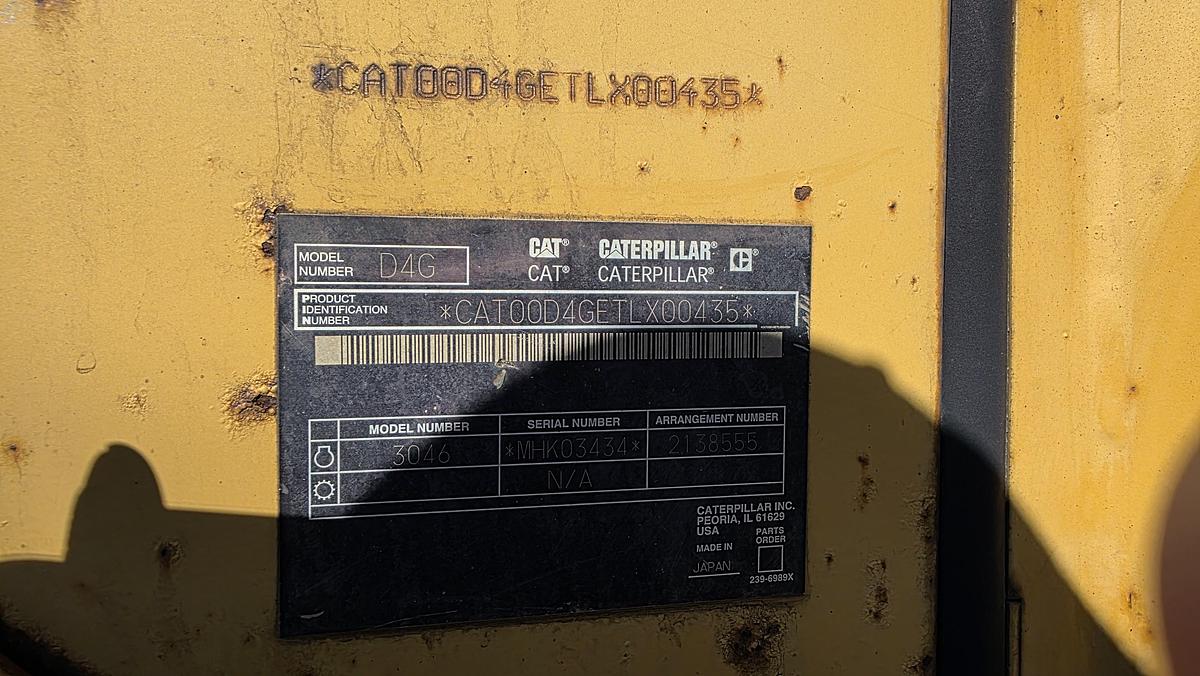 *CAT00D4GETLX00435*
CAT® CATERPILLAR® C®
CAT® CATERPILLAR®
MODEL NUMBER D4G
PRODUCT IDENTIFICATION NUMBER *CAT00D4GETLX00435*
MODEL NUMBER SERIAL NUMBER ARRANGEMENT NUMBER
3046 *MHK03434* 2138555
N/A
CATERPILLAR INC.
PEORIA, IL 61629
USA
PARTS ORDER
MADE IN
JAPAN
239-6989X